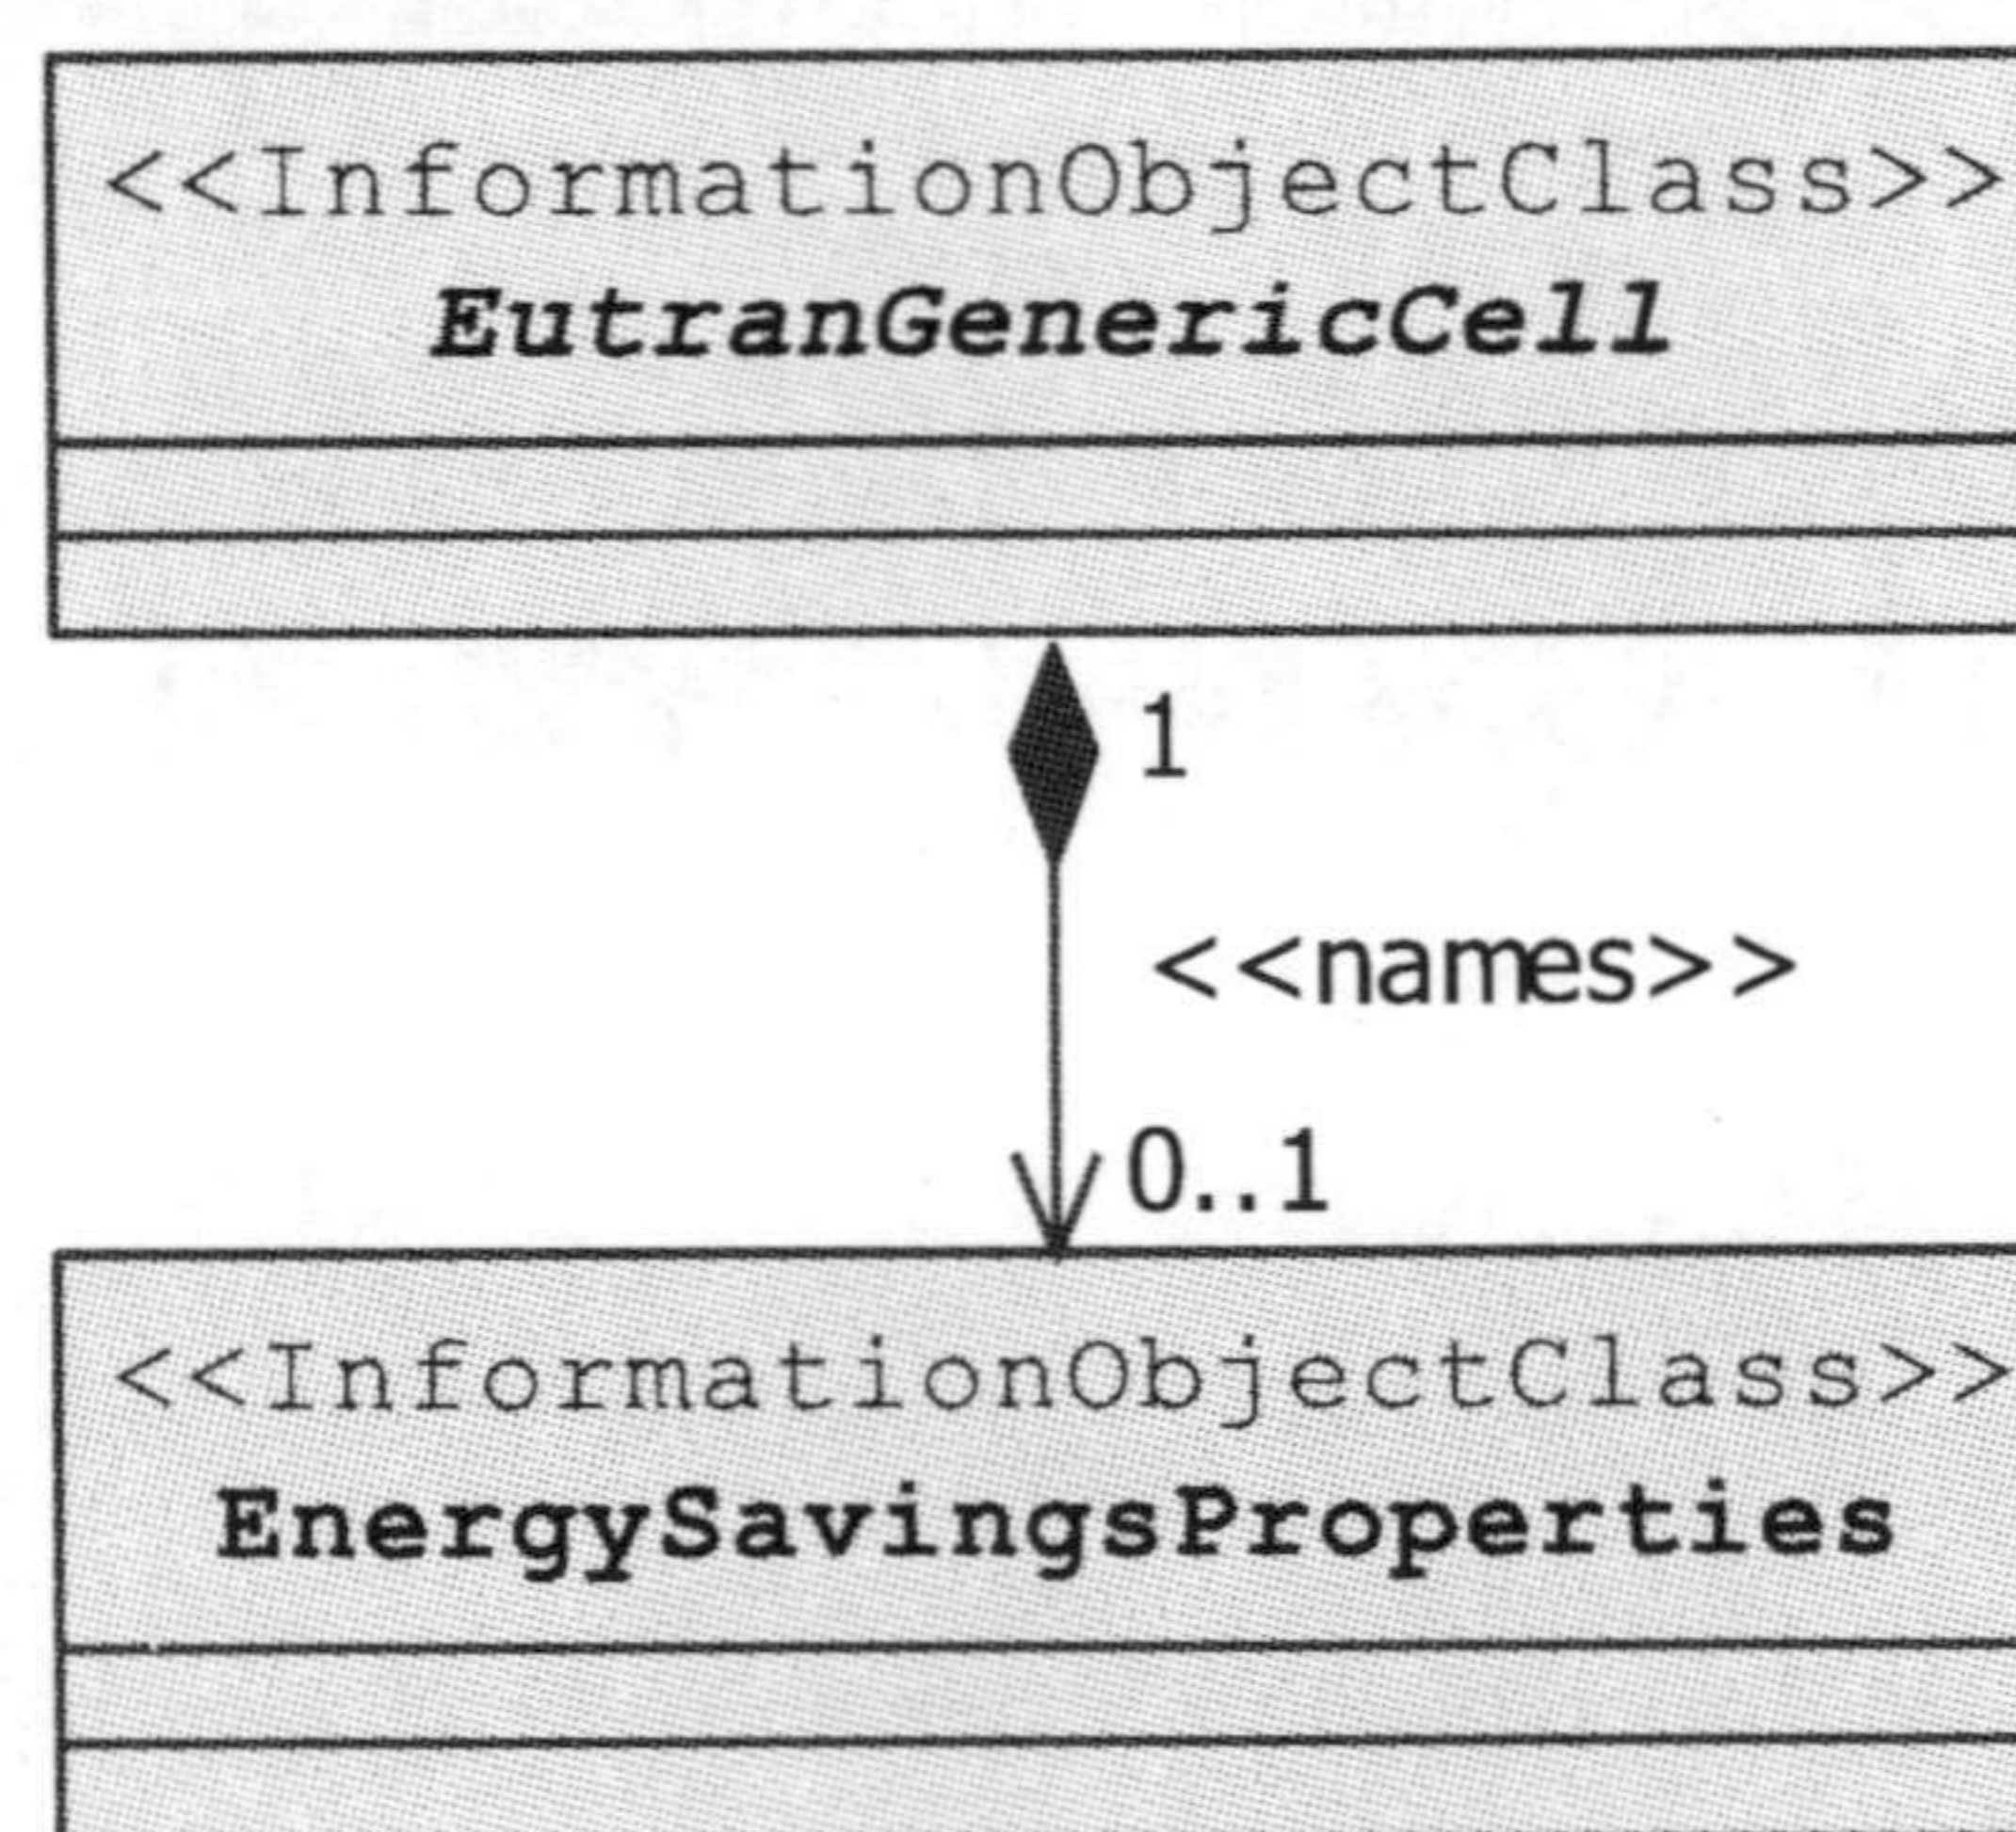 <<InformationObjectClass>>
EutranGenericCell
1
<<names>>
0..1
<<InformationObjectClass>>
EnergySavingsProperties